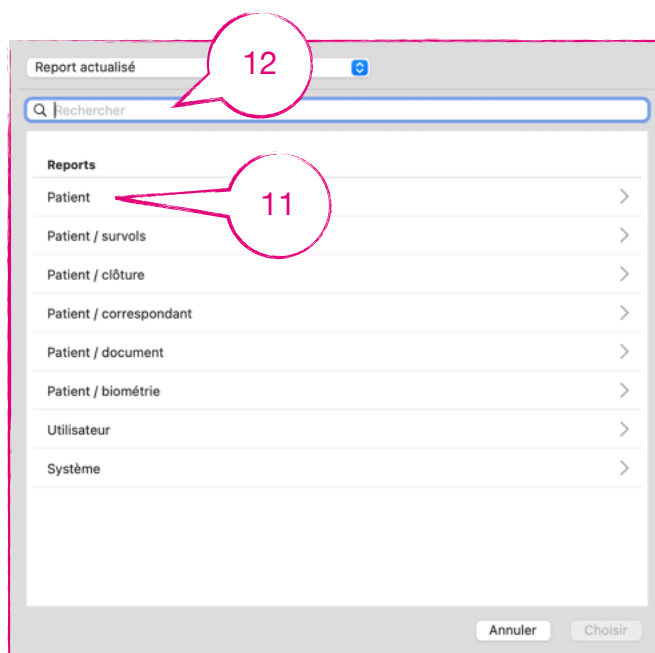 12
Report actualisé
Rechercher
Reports
Patient
11
Patient / survols
Patient / clôture
Patient / correspondant
Patient / document
Patient / biométrie
Utilisateur
Système
Annuler
Choisir